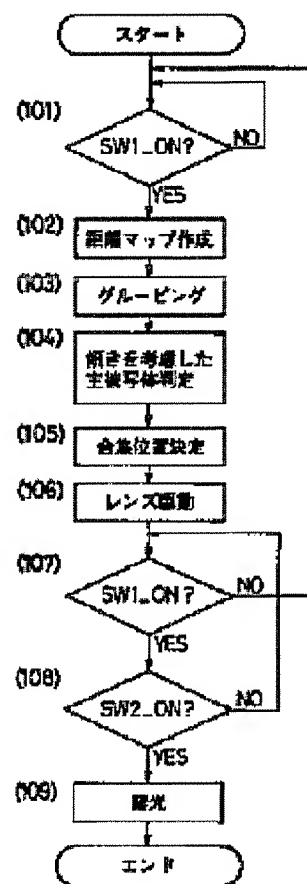 スタート
(101)
SW1_ON?
NO
YES
(102)
距離マップ作成
(103)
グルーピング
(104)
傾きを考慮した
主被写体判定
(105)
合焦位置決定
(106)
レンズ駆動
(107)
SW1_ON?
NO
YES
(108)
SW2_ON?
NO
YES
(109)
露光
エンド